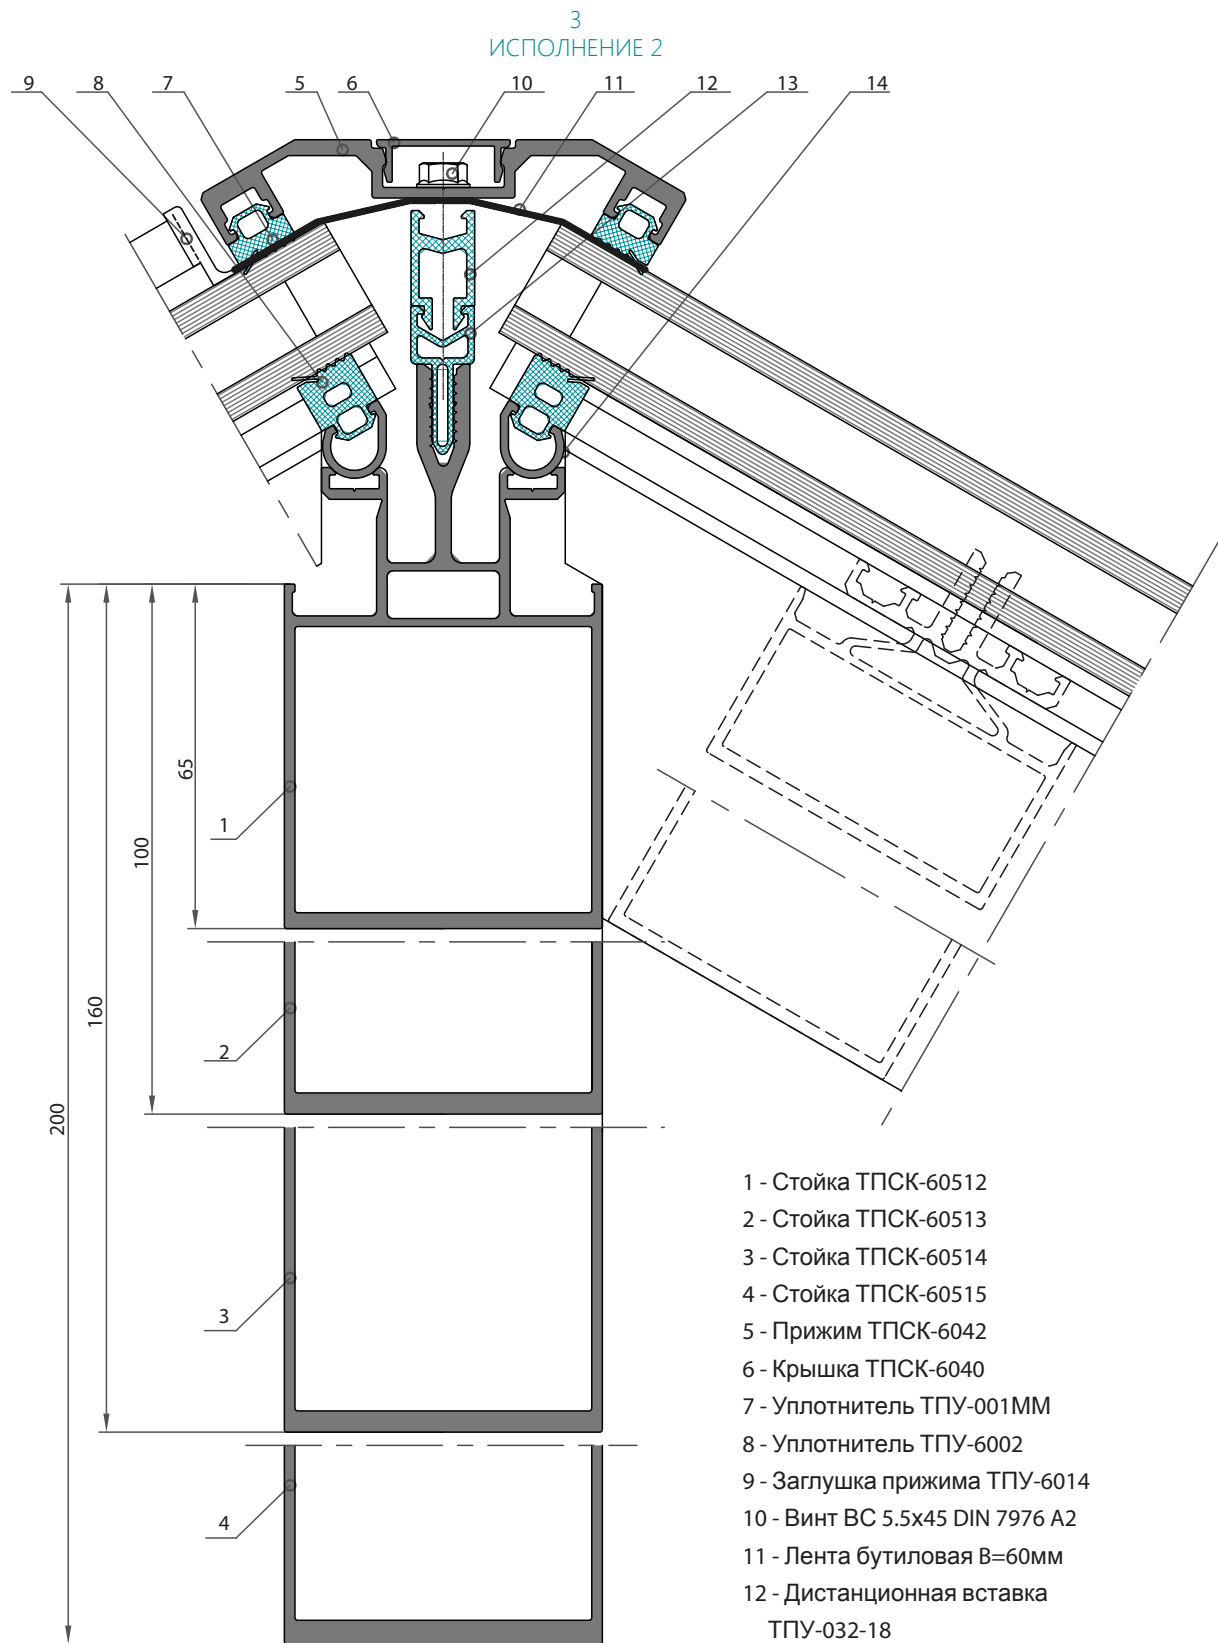 3
ИСПОЛНЕНИЕ 2
9 8 7 5 6 10 11 12 13 14
65
1
100
160
2
200
3
4
1 - Стойка ТПСК-60512
2 - Стойка ТПСК-60513
3 - Стойка ТПСК-60514
4 - Стойка ТПСК-60515
5 - Прижим ТПСК-6042
6 - Крышка ТПСК-6040
7 - Уплотнитель ТПУ-001ММ
8 - Уплотнитель ТПУ-6002
9 - Заглушка прижима ТПУ-6014
10 - Винт ВС 5.5x45 DIN 7976 A2
11 - Лента бутиловая B=60мм
12 - Дистанционная вставка
ТПУ-032-18